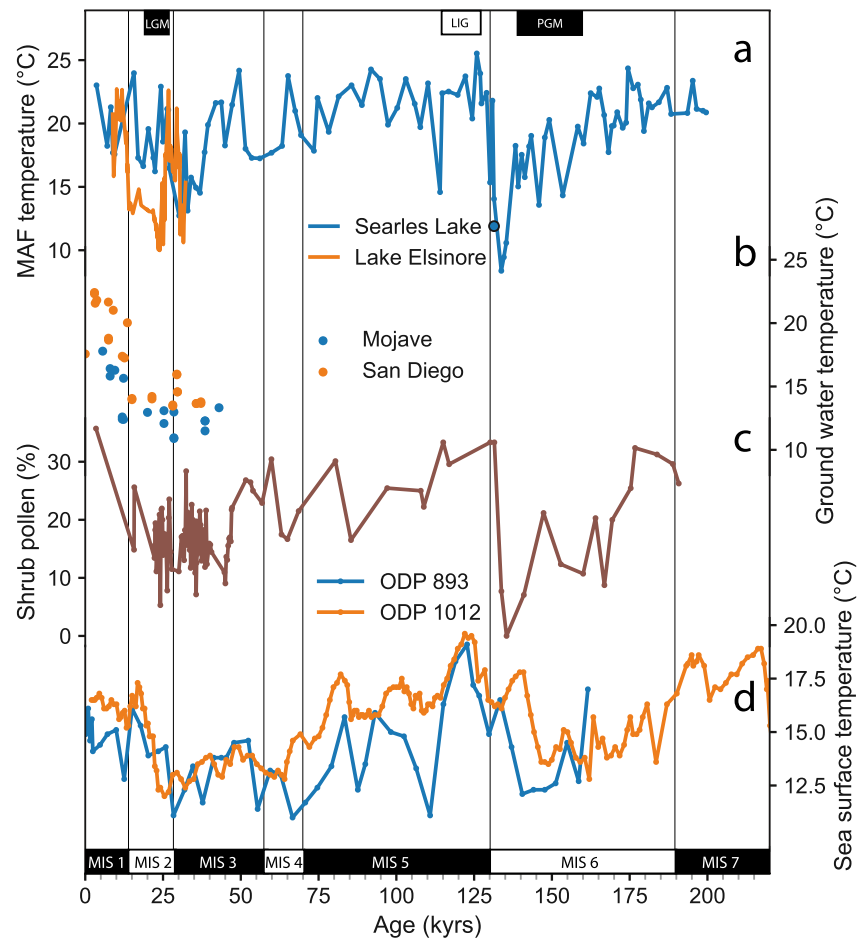 LGM
LIG
PGM
a
25
20
15
10
MAF temperature (°C)
Searles Lake
Lake Elsinore
b
25
20
15
10
Ground water temperature (°C)
Mojave
San Diego
c
30
20
10
0
Shrub pollen (%)
ODP 893
ODP 1012
d
20.0
17.5
15.0
12.5
Sea surface temperature (°C)
MIS 1
MIS 2
MIS 3
MIS 4
MIS 5
MIS 6
MIS 7
0 25 50 75 100 125 150 175 200
Age (kyrs)